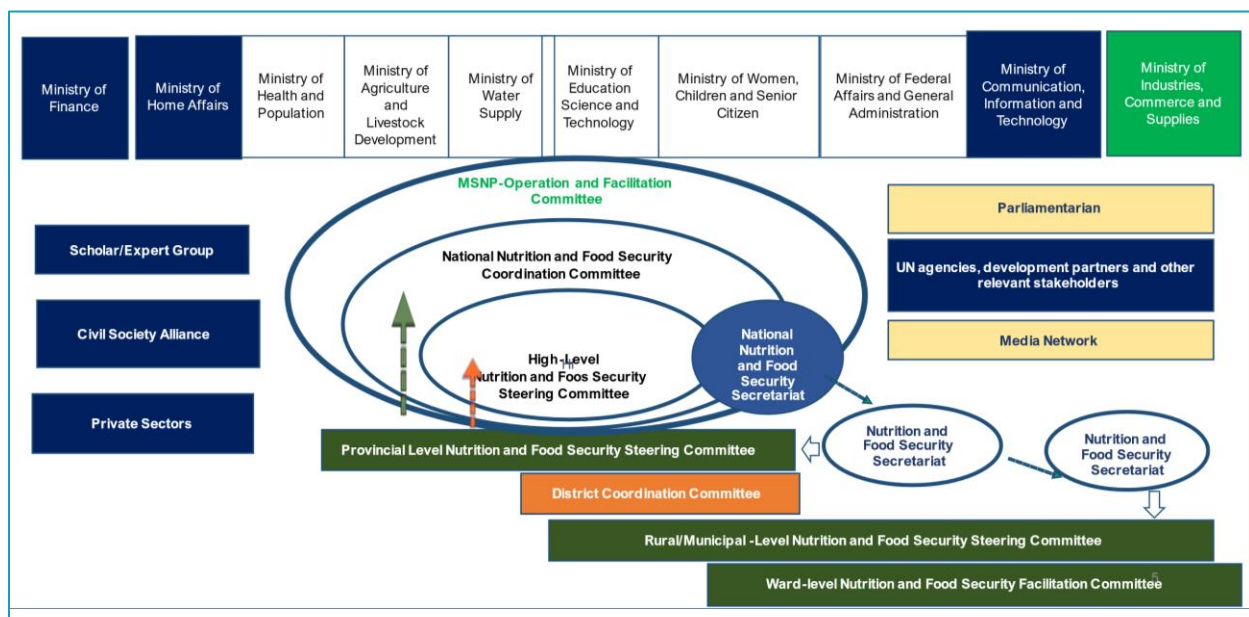 Ministry of
Finance
Ministry of
Home Affairs
Ministry of
Health and
Population
Ministry of
Agriculture
and
Livestock
Development
Ministry of
Water
Supply
Ministry of
Education
Science and
Technology
Ministry of Women,
Children and Senior
Citizen
Ministry of Federal
Affairs and General
Administration
Ministry of
Communication,
Information and
Technology
Ministry of
Industries,
Commerce and
Supplies
MSNP-Operation and Facilitation
Committee
National Nutrition and Food Security
Coordination Committee
High-Level
Nutrition and Foos Security
Steering Committee
National
Nutrition
and Food
Security
Secretariat
Scholar/Expert Group
Civil Society Alliance
Private Sectors
Parliamentarian
UN agencies, development partners and other
relevant stakeholders
Media Network
Nutrition and
Food Security
Secretariat
Nutrition and
Food Security
Secretariat
Provincial Level Nutrition and Food Security Steering Committee
District Coordination Committee
Rural/Municipal -Level Nutrition and Food Security Steering Committee
Ward-level Nutrition and Food Security Facilitation Committee
5